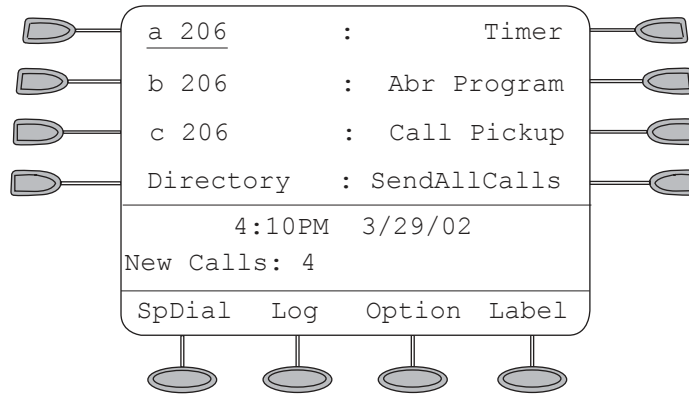 a 206 : Timer
b 206 : Abr Program
c 206 : Call Pickup
Directory : SendAllCalls
4:10PM 3/29/02
New Calls: 4
SpDial Log Option Label